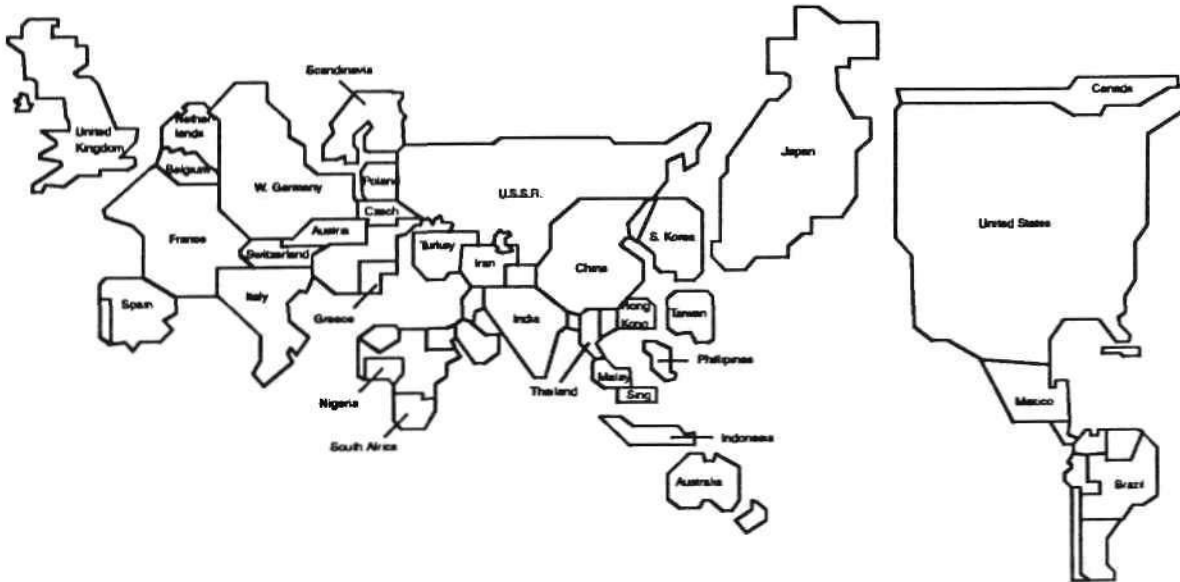 Scandinavia
Canada
Nether
lands
United
Kingdom
Belgium
Poland
Japan
W. Germany
U.S.S.R.
Czech
United States
Austria
France
S. Korea
Turkey
Switzerland
Iran
China
Spain
Italy
Hong
Kong
Taiwan
India
Greece
Philipines
Malay
Thailand
Sing
Mexico
Nigeria
South Africa
Indonesia
Australia
Brazil